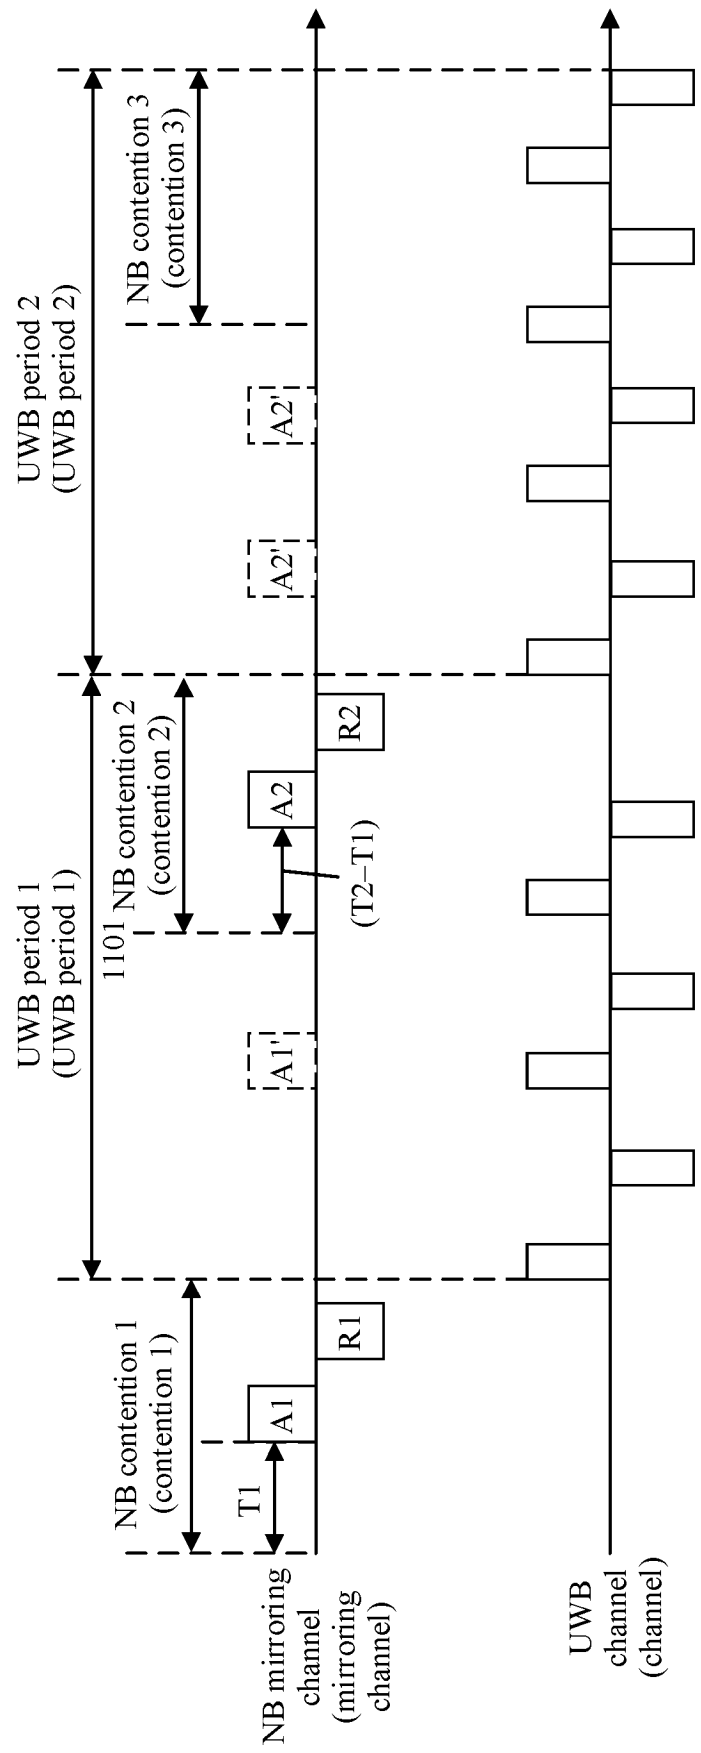 UWB period 1
(UWB period 1)
UWB period 2
(UWB period 2)
NB contention 1
(contention 1)
1101
NB contention 2
(contention 2)
NB contention 3
(contention 3)
T1
A1
A1'
A2
A2'
A2'
NB mirroring
channel
(mirroring
channel)
R1
(T2−T1)
R2
UWB
channel
(channel)